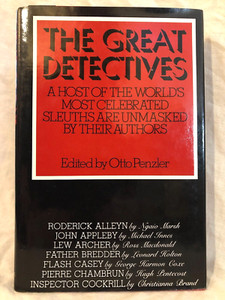 THE GREAT
DETECTIVES
A HOST OF THE WORLD'S
MOST CELEBRATED
SLEUTHS ARE UNMASKED
BY THEIR AUTHORS
Edited by Otto Penzler
RODERICK ALLEYN by Ngaio Marsh
JOHN APPLEBY by Michael Innes
LEW ARCHER by Ross Macdonald
FATHER BREDDER by Leonard Holton
FLASH CASEY by George Harmon Coxe
PIERRE CHAMBRUN by Hugh Pentecost
INSPECTOR COCKRILL by Christianna Brand